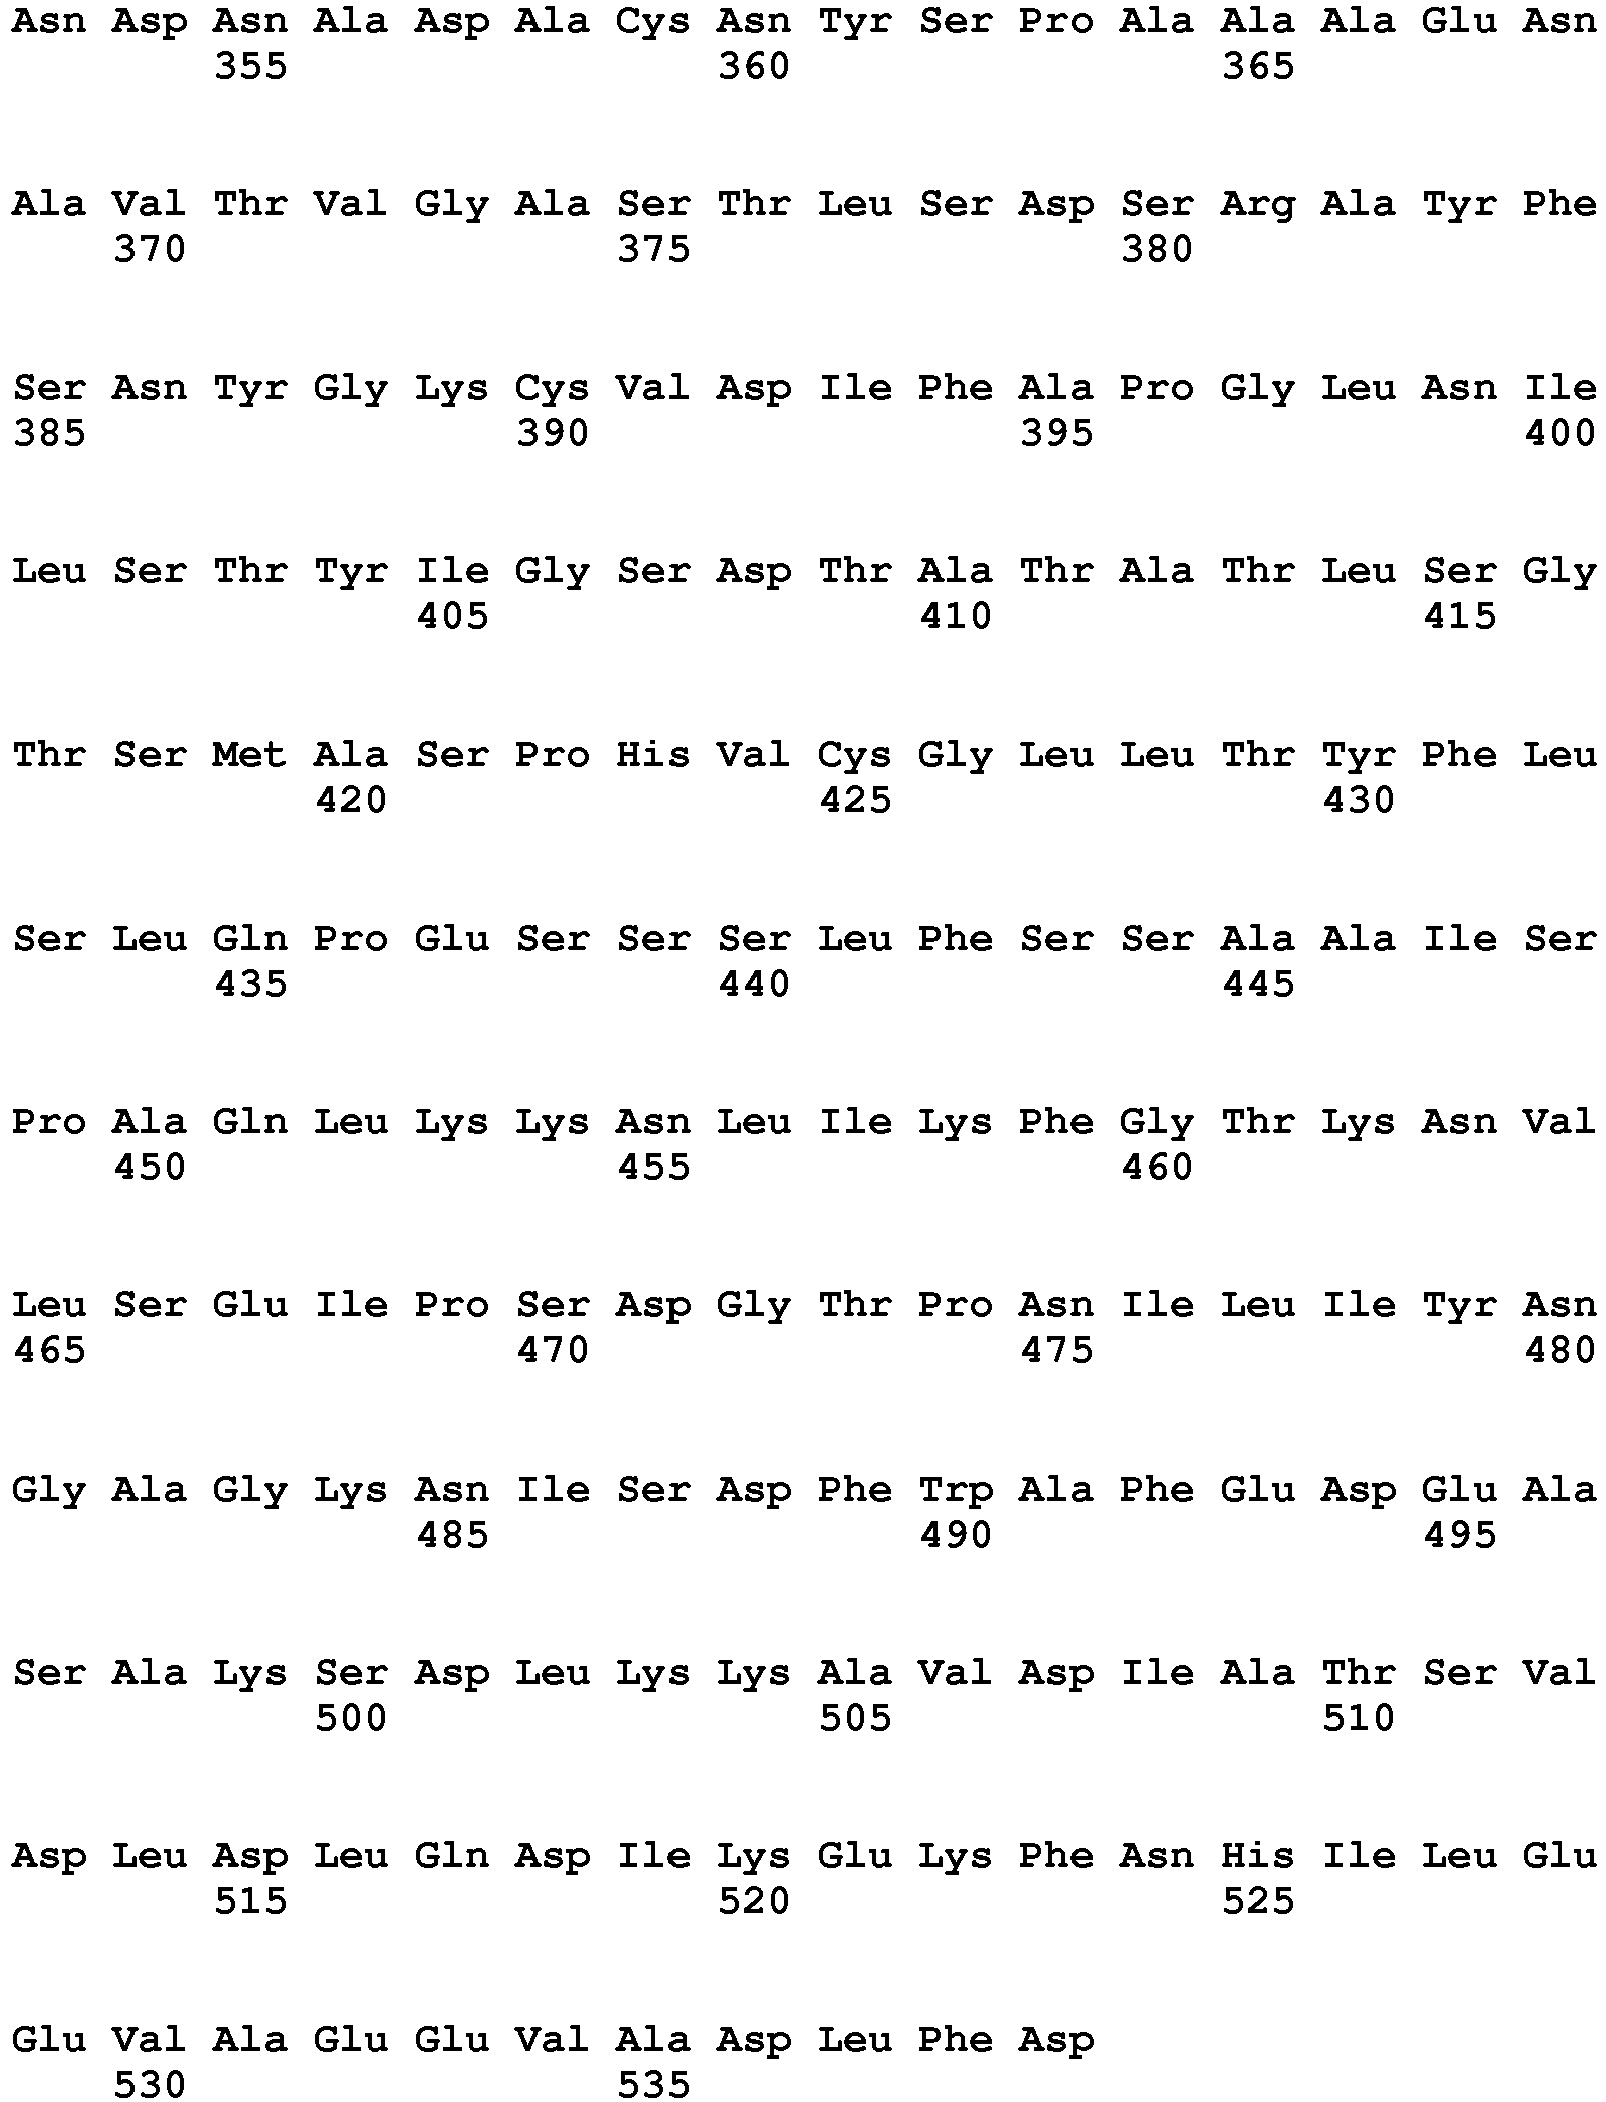 Asn Asp Asn Ala Asp Ala Cys Asn Tyr Ser Pro Ala Ala Ala Glu Asn
355 360 365
Ala Val Thr Val Gly Ala Ser Thr Leu Ser Asp Ser Arg Ala Tyr Phe
370 375 380
Ser Asn Tyr Gly Lys Cys Val Asp Ile Phe Ala Pro Gly Leu Asn Ile
385 390 395 400
Leu Ser Thr Tyr Ile Gly Ser Asp Thr Ala Thr Ala Thr Leu Ser Gly
405 410 415
Thr Ser Met Ala Ser Pro His Val Cys Gly Leu Leu Thr Tyr Phe Leu
420 425 430
Ser Leu Gln Pro Glu Ser Ser Ser Leu Phe Ser Ser Ala Ala Ile Ser
435 440 445
Pro Ala Gln Leu Lys Lys Asn Leu Ile Lys Phe Gly Thr Lys Asn Val
450 455 460
Leu Ser Glu Ile Pro Ser Asp Gly Thr Pro Asn Ile Leu Ile Tyr Asn
465 470 475 480
Gly Ala Gly Lys Asn Ile Ser Asp Phe Trp Ala Phe Glu Asp Glu Ala
485 490 495
Ser Ala Lys Ser Asp Leu Lys Lys Ala Val Asp Ile Ala Thr Ser Val
500 505 510
Asp Leu Asp Leu Gln Asp Ile Lys Glu Lys Phe Asn His Ile Leu Glu
515 520 525
Glu Val Ala Glu Glu Val Ala Asp Leu Phe Asp
530 535